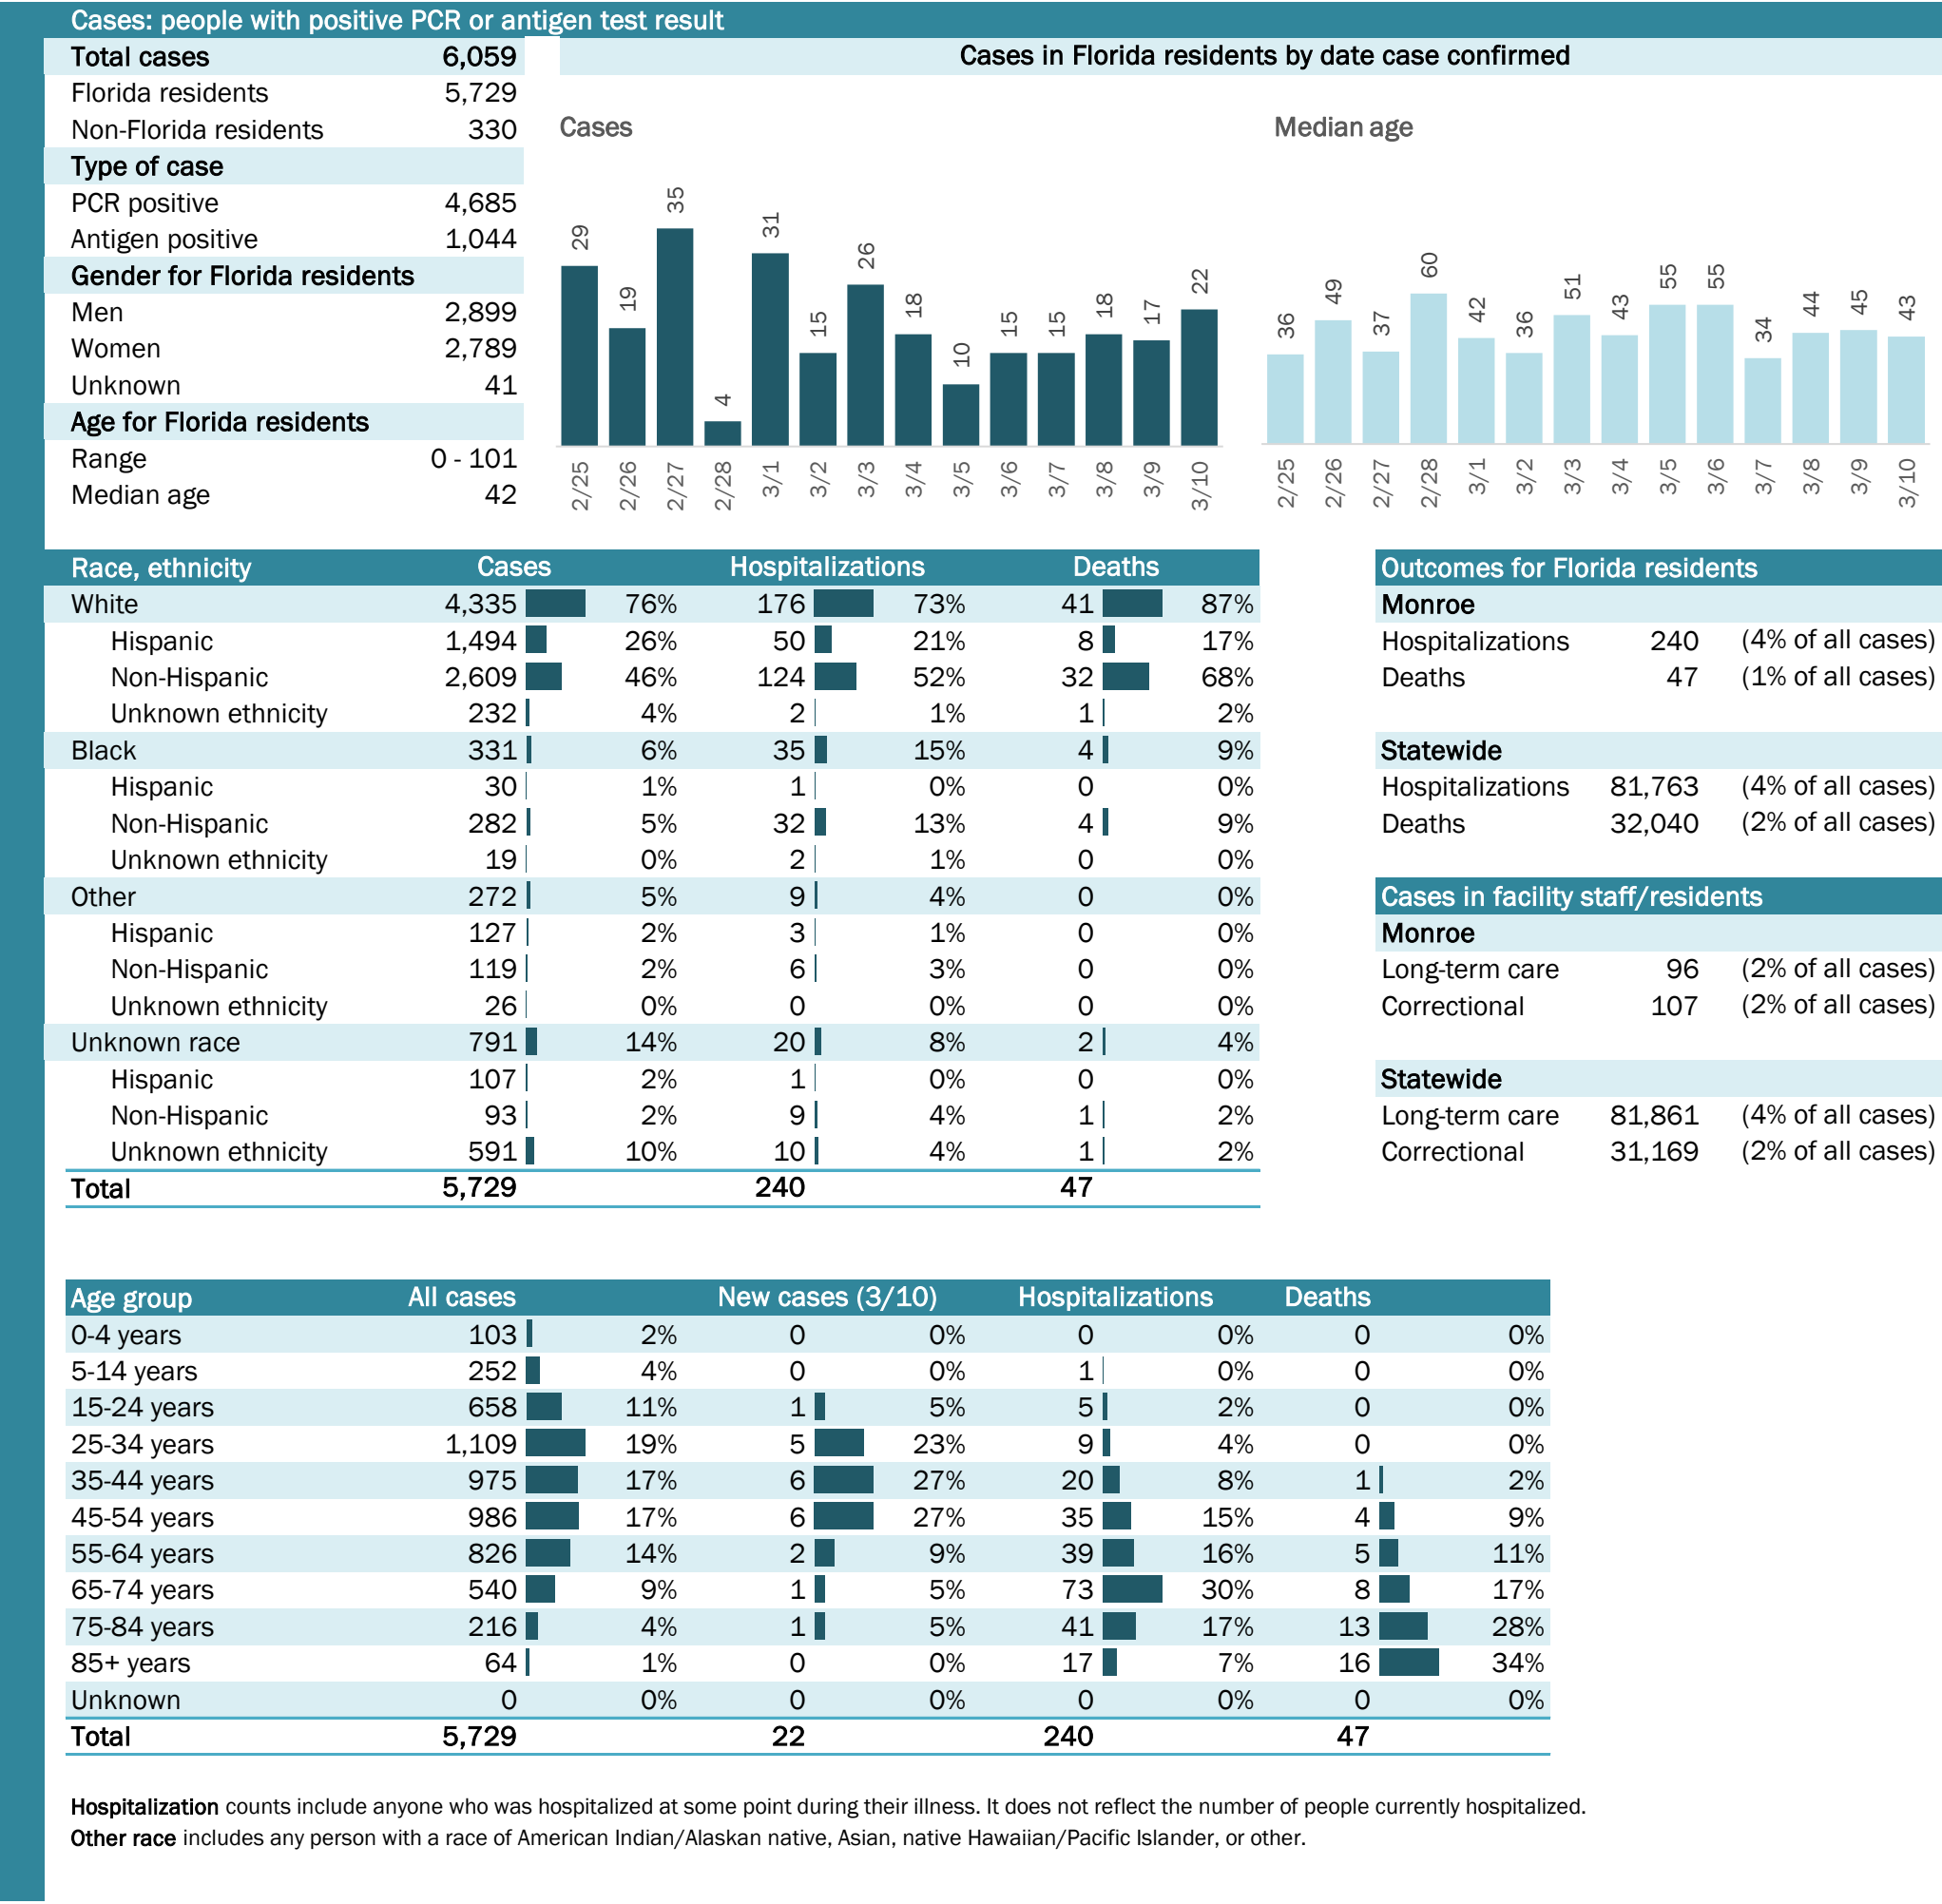 Cases: people with positive PCR or antigen test result
Total cases 6,059
Florida residents 5,729
Non-Florida residents 330
Type of case
PCR positive 4,685
Antigen positive 1,044
Gender for Florida residents
Men 2,899
Women 2,789
Unknown 41
Age for Florida residents
Range 0 - 101
Median age 42
Cases in Florida residents by date case confirmed
Cases
29 19 35 4 31 15 26 18 10 15 15 18 17 22
2/25 2/26 2/27 2/28 3/1 3/2 3/3 3/4 3/5 3/6 3/7 3/8 3/9 3/10
Median age
36 49 37 60 42 36 51 43 55 55 34 44 45 43
2/25 2/26 2/27 2/28 3/1 3/2 3/3 3/4 3/5 3/6 3/7 3/8 3/9 3/10
Race, ethnicity Cases Hospitalizations Deaths
White 4,335 76% 176 73% 41 87%
Hispanic 1,494 26% 50 21% 8 17%
Non-Hispanic 2,609 46% 124 52% 32 68%
Unknown ethnicity 232 4% 2 1% 1 2%
Black 331 6% 35 15% 4 9%
Hispanic 30 1% 1 0% 0 0%
Non-Hispanic 282 5% 32 13% 4 9%
Unknown ethnicity 19 0% 2 1% 0 0%
Other 272 5% 9 4% 0 0%
Hispanic 127 2% 3 1% 0 0%
Non-Hispanic 119 2% 6 3% 0 0%
Unknown ethnicity 26 0% 0 0% 0 0%
Unknown race 791 14% 20 8% 2 4%
Hispanic 107 2% 1 0% 0 0%
Non-Hispanic 93 2% 9 4% 1 2%
Unknown ethnicity 591 10% 10 4% 1 2%
Total 5,729 240 47
Outcomes for Florida residents
Monroe
Hospitalizations 240 (4% of all cases)
Deaths 47 (1% of all cases)
Statewide
Hospitalizations 81,763 (4% of all cases)
Deaths 32,040 (2% of all cases)
Cases in facility staff/residents
Monroe
Long-term care 96 (2% of all cases)
Correctional 107 (2% of all cases)
Statewide
Long-term care 81,861 (4% of all cases)
Correctional 31,169 (2% of all cases)
Age group All cases New cases (3/10) Hospitalizations Deaths
0-4 years 103 2% 0 0% 0 0% 0 0%
5-14 years 252 4% 0 0% 1 0% 0 0%
15-24 years 658 11% 1 5% 5 2% 0 0%
25-34 years 1,109 19% 5 23% 9 4% 0 0%
35-44 years 975 17% 6 27% 20 8% 1 2%
45-54 years 986 17% 6 27% 35 15% 4 9%
55-64 years 826 14% 2 9% 39 16% 5 11%
65-74 years 540 9% 1 5% 73 30% 8 17%
75-84 years 216 4% 1 5% 41 17% 13 28%
85+ years 64 1% 0 0% 17 7% 16 34%
Unknown 0 0% 0 0% 0 0% 0 0%
Total 5,729 22 240 47
Hospitalization counts include anyone who was hospitalized at some point during their illness. It does not reflect the number of people currently hospitalized.
Other race includes any person with a race of American Indian/Alaskan native, Asian, native Hawaiian/Pacific Islander, or other.